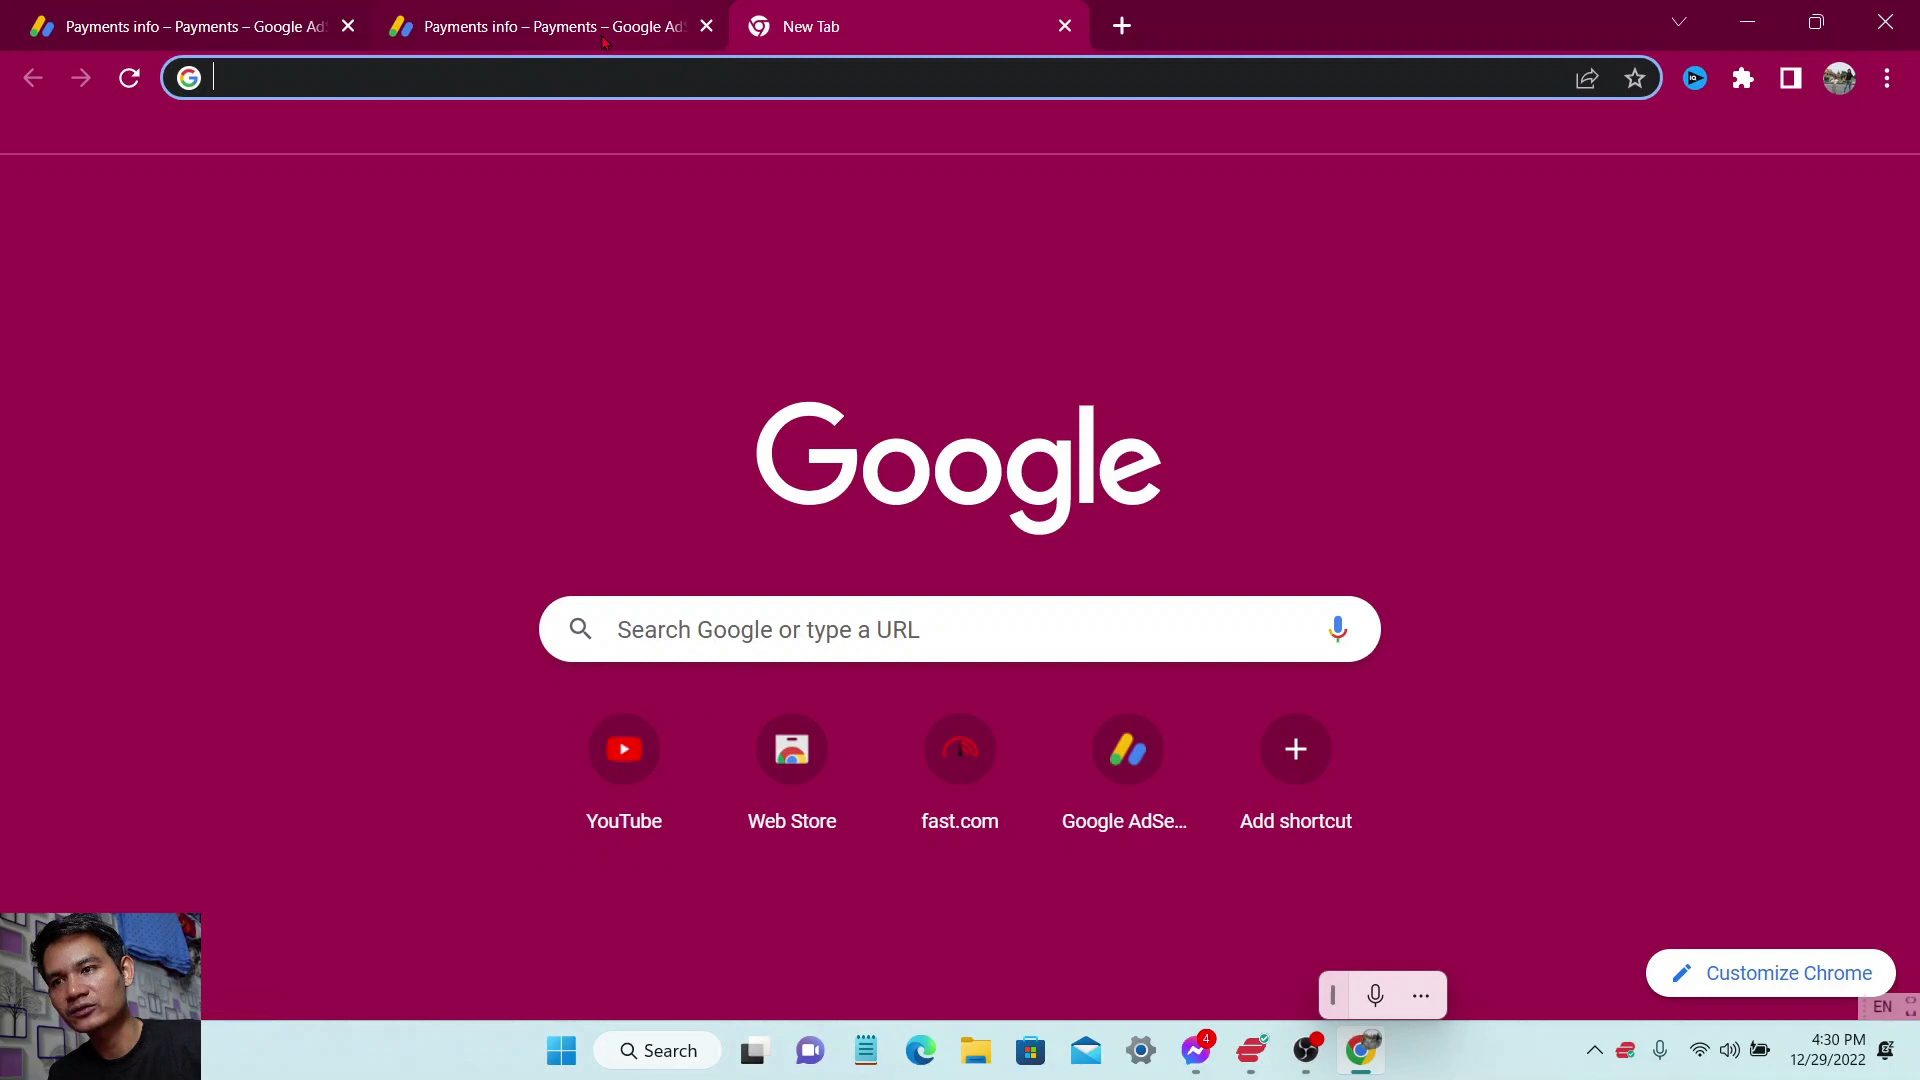 Payments info – Payments – Google Ad
Payments info – Payments – Google AdS
New Tab
Google
Search Google or type a URL
YouTube
Web Store
fast.com
Google AdSe...
Add shortcut
Customize Chrome
EN
Search
4
4:30 PM
12/29/2022